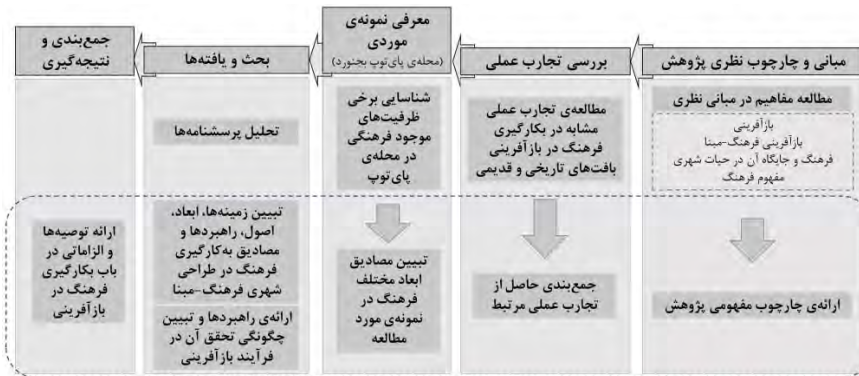 مبانی و چارچوب نظری پژوهش
مطالعه مفاهیم در مبانی نظری
بازآفرینی
بازآفرینی فرهنگ-مبنا
فرهنگ و جایگاه آن در حیات شهری
مفهوم فرهنگ
ارائه‌ی چارچوب مفهومی پژوهش
بررسی تجارب عملی
مطالعه‌ی تجارب عملی
مشابه در بکارگیری
فرهنگ در بازآفرینی
بافت‌های تاریخی و قدیمی
جمع‌بندی حاصل از
تجارب عملی مرتبط
معرفی نمونه‌ی
موردی
(محله‌ی پای‌توپ بجنورد)
شناسایی برخی
ظرفیت‌های
موجود فرهنگی
در محله‌ی
پای‌توپ
تبیین مصادیق
ابعاد مختلف
فرهنگ در
نمونه‌ی مورد
مطالعه
بحث و یافته‌ها
تحلیل پرسشنامه‌ها
تبیین زمینه‌ها، ابعاد،
اصول، راهبردها و
مصادیق به‌کارگیری
فرهنگ در طراحی
شهری فرهنگ-مبنا
ارائه‌ی راهبردها و تبیین
چگونگی تحقق آن در
فرآیند بازآفرینی
جمع‌بندی و
نتیجه‌گیری
ارائه توصیه‌ها
و الزاماتی در
باب بکارگیری
فرهنگ در
بازآفرینی